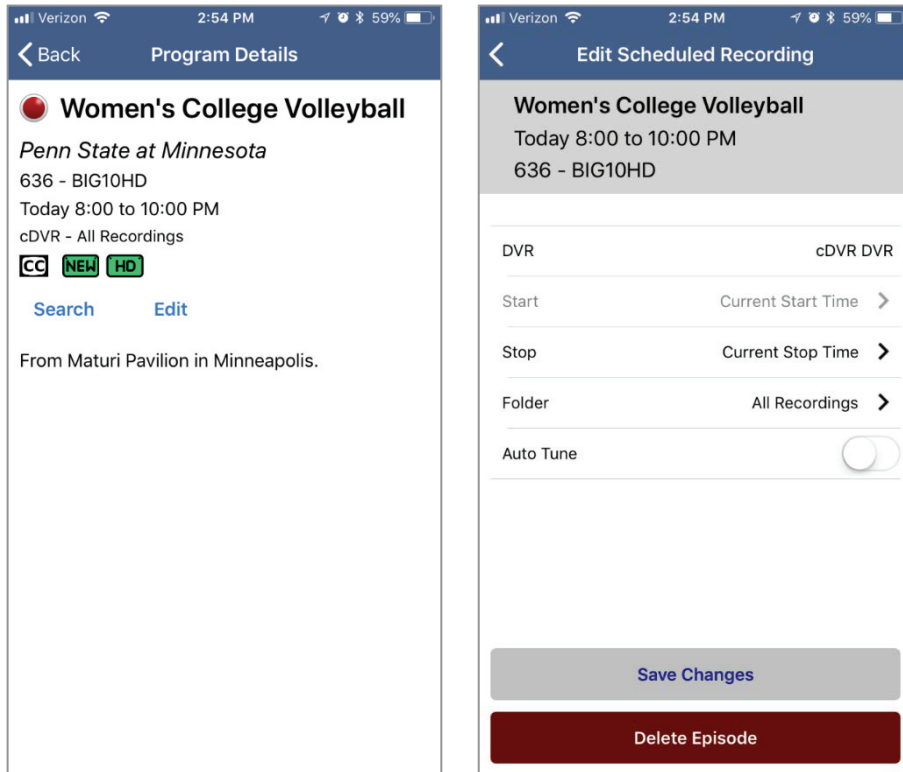 Verizon 2:54 PM 59%
Back Program Details
Women's College Volleyball
Penn State at Minnesota
636 - BIG10HD
Today 8:00 to 10:00 PM
cDVR - All Recordings
CC NEW HD
Search Edit
From Maturi Pavilion in Minneapolis.
Verizon 2:54 PM 59%
Edit Scheduled Recording
Women's College Volleyball
Today 8:00 to 10:00 PM
636 - BIG10HD
DVR cDVR DVR
Start Current Start Time
Stop Current Stop Time
Folder All Recordings
Auto Tune
Save Changes
Delete Episode